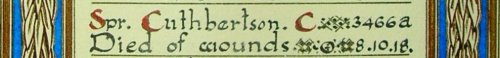 Spr. Cuthbertson. C. 3466a
Died of wounds 8.10.18.